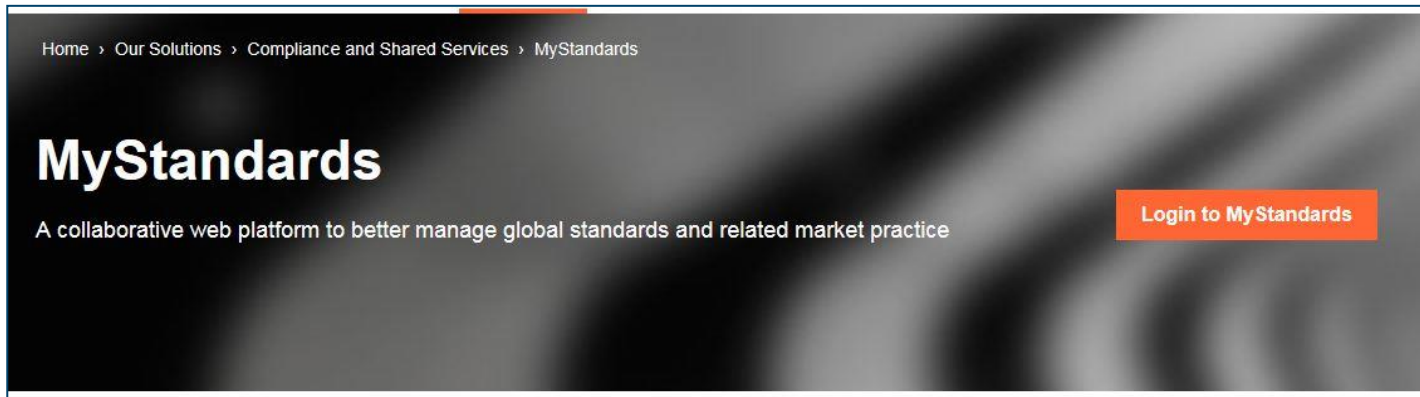 Home › Our Solutions › Compliance and Shared Services › MyStandards
MyStandards
A collaborative web platform to better manage global standards and related market practice
Login to MyStandards